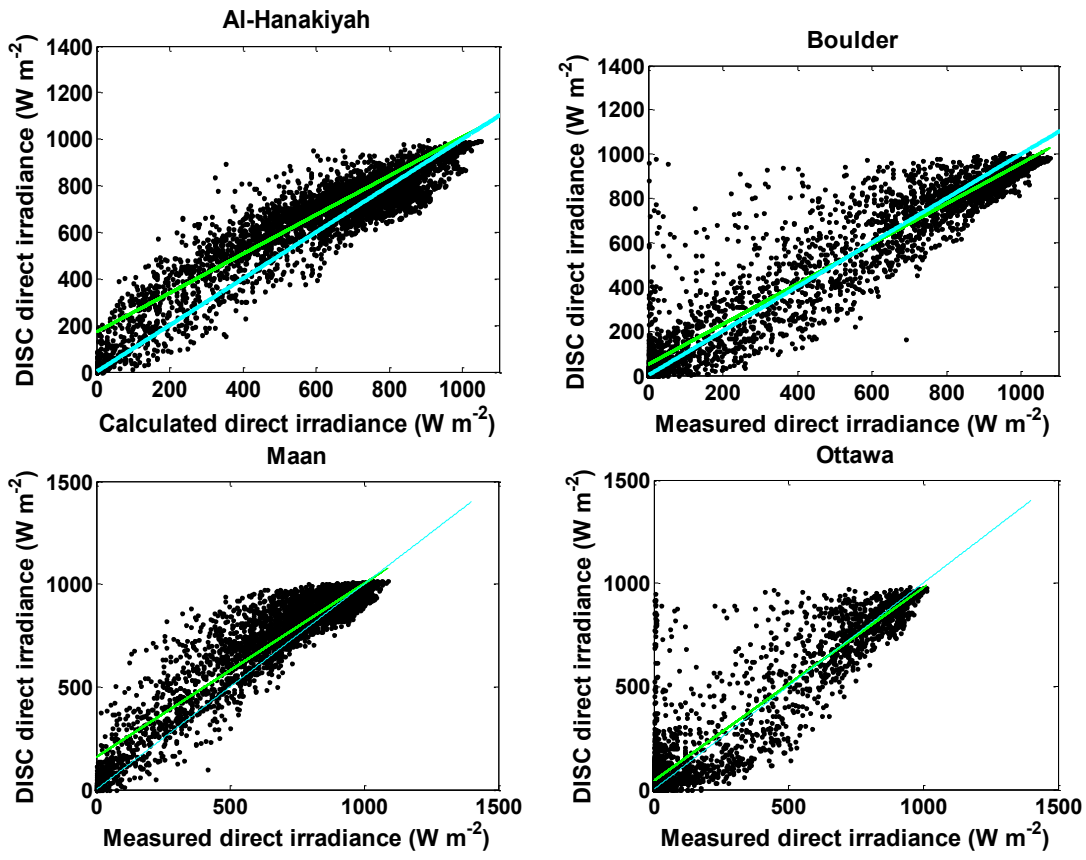 Al-Hanakiyah
DISC direct irradiance (W m-2)
1400
1200
1000
800
600
400
200
0
0 200 400 600 800 1000
Calculated direct irradiance (W m-2)
Boulder
DISC direct irradiance (W m-2)
1400
1200
1000
800
600
400
200
0
0 200 400 600 800 1000
Measured direct irradiance (W m-2)
Maan
DISC direct irradiance (W m-2)
1500
1000
500
0
0 500 1000 1500
Measured direct irradiance (W m-2)
Ottawa
DISC direct irradiance (W m-2)
1500
1000
500
0
0 500 1000 1500
Measured direct irradiance (W m-2)